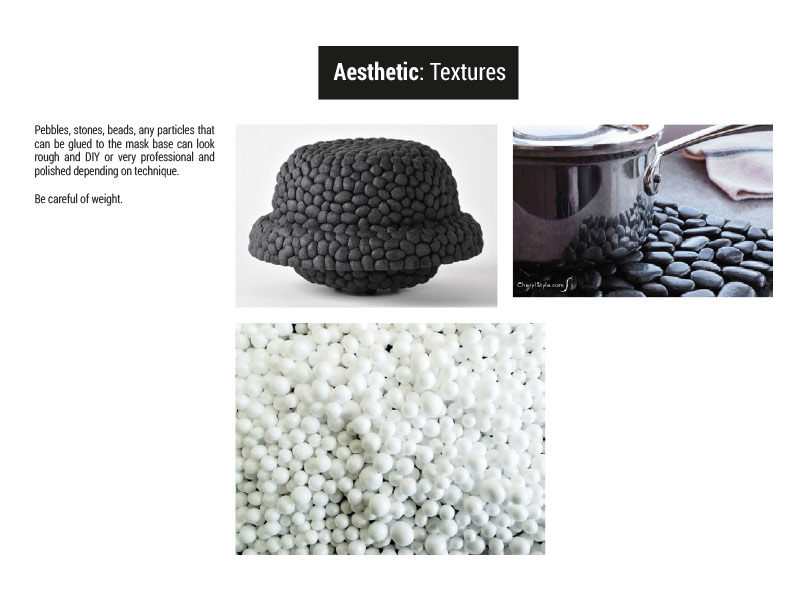 Aesthetic: Textures
Pebbles, stones, beads, any particles that
can be glued to the mask base can look
rough and DIY or very professional and
polished depending on technique.
Be careful of weight.
CherylStyle.com